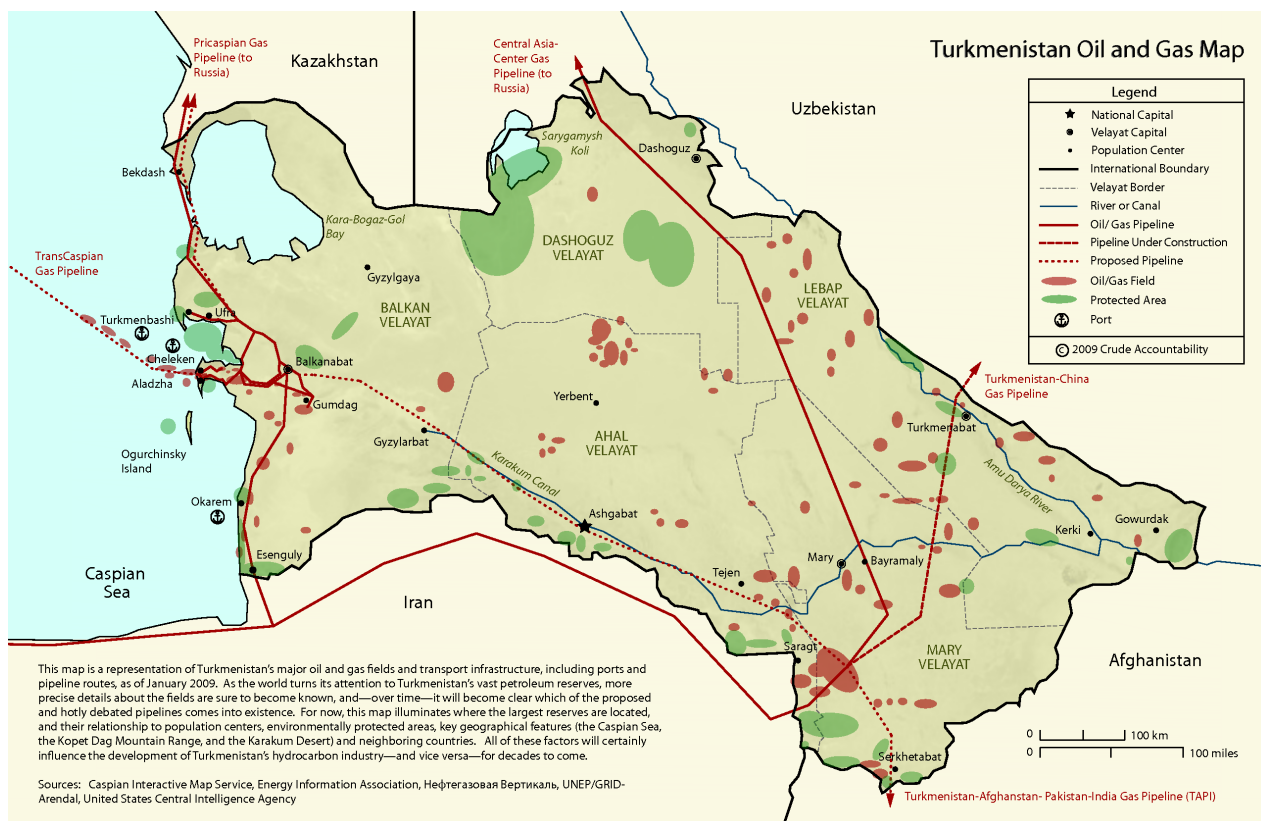 Turkmenistan Oil and Gas Map
Legend
National Capital
Velayat Capital
Population Center
International Boundary
Velayat Border
River or Canal
Oil/ Gas Pipeline
Pipeline Under Construction
Proposed Pipeline
Oil/Gas Field
Protected Area
Port
© 2009 Crude Accountability
Pricaspian Gas
Pipeline (to
Russia)
Kazakhstan
Central Asia-
Center Gas
Pipeline (to
Russia)
Uzbekistan
Sarygamysh
Koli
Dashoguz
Bekdash
Kara-Bogaz-Gol
Bay
TransCaspian
Gas Pipeline
DASHOGUZ
VELAYAT
Gyzylgaya
LEBAP
VELAYAT
BALKAN
VELAYAT
Turkmenbashi
Ufra
Cheleken
Balkanabat
Aladzha
Gumdag
Turkmenistan-China
Gas Pipeline
Yerbent
Turkmenabat
Gyzylarbat
AHAL
VELAYAT
Ogurchinsky
Island
Karakum Canal
Amu Darya River
Okarem
Ashgabat
Gowurdak
Kerki
Esenguly
Mary
Bayramaly
Tejen
Caspian
Sea
Iran
Saragt
MARY
VELAYAT
Afghanistan
This map is a representation of Turkmenistan's major oil and gas fields and transport infrastructure, including ports and
pipeline routes, as of January 2009. As the world turns its attention to Turkmenistan's vast petroleum reserves, more
precise details about the fields are sure to become known, and—over time—it will become clear which of the proposed
and hotly debated pipelines comes into existence. For now, this map illuminates where the largest reserves are located,
and their relationship to population centers, environmentally protected areas, key geographical features (the Caspian Sea,
the Kopet Dag Mountain Range, and the Karakum Desert) and neighboring countries. All of these factors will certainly
influence the development of Turkmenistan's hydrocarbon industry—and vice versa—for decades to come.
Sources: Caspian Interactive Map Service, Energy Information Association, Нефтегазовая Вертикаль, UNEP/GRID-
Arendal, United States Central Intelligence Agency
0 100 km
0 100 miles
Serkhetabat
Turkmenistan-Afghanstan- Pakistan-India Gas Pipeline (TAPI)